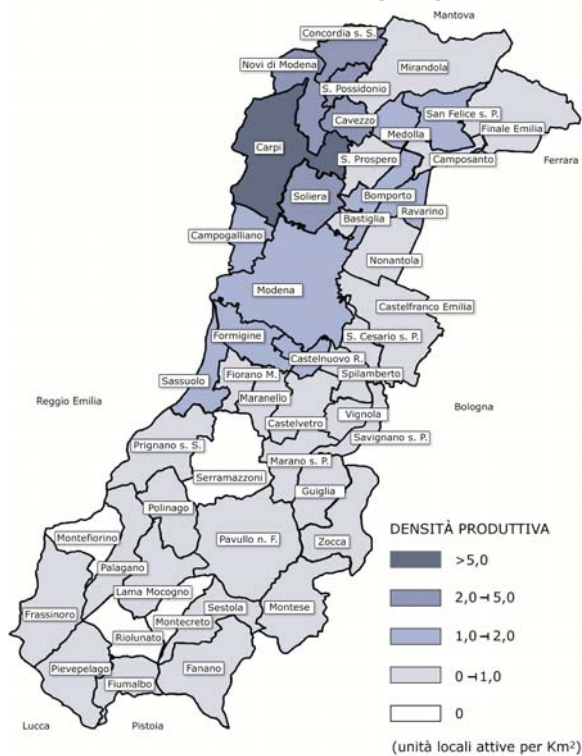 Mantova
Concordia s. S.
Novi di Modena
Mirandola
S. Possidonio
San Felice s. P.
Cavezzo
Medolla
Finale Emilia
Carpi
S. Prospero
Camposanto
Ferrara
Soliera
Bomporto
Ravarino
Bastiglia
Campogalliano
Nonantola
Modena
Castelfranco Emilia
Formigine
S. Cesario s. P.
Castelnuovo R.
Fiorano M.
Spilamberto
Sassuolo
Maranello
Reggio Emilia
Vignola
Bologna
Castelvetro
Savignano s. P.
Prignano s. S.
Marano s. P.
Serramazzoni
Guiglia
Polinago
DENSITÀ PRODUTTIVA
Montefiorino
Pavullo n. F.
Zocca
>5,0
Palagano
Lama Mocogno
2,0⊣5,0
Frassinoro
Sestola
Montese
Montecreto
1,0⊣2,0
Riolunato
Pievepelago
Fanano
0⊣1,0
Fiumalbo
0
Lucca
Pistoia
(unità locali attive per Km²)